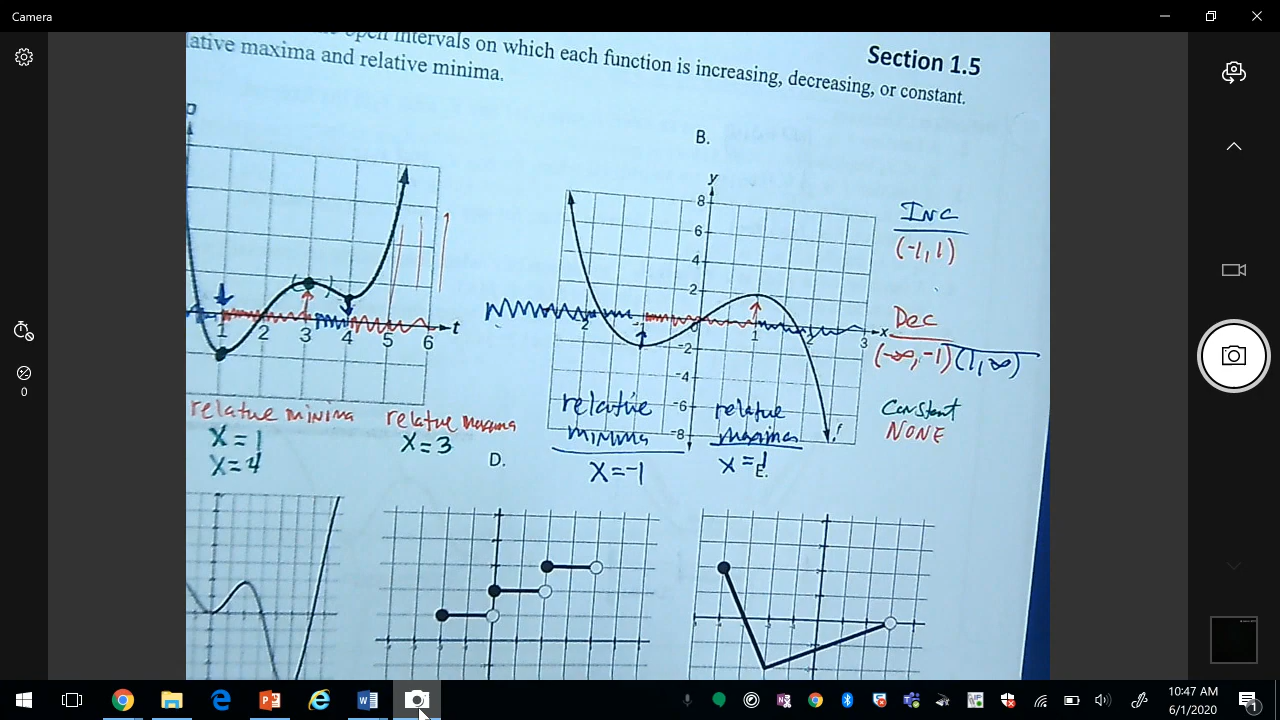 Camera
Section 1.5
open intervals on which each function is increasing, decreasing, or constant.
lative maxima and relative minima.
B.
y
8
6
4
2
0
-2
-4
-6
-8
1
2
3
x
f
Inc
(-1,1)
Dec
(-∞,-1)(1,∞)
Constant
NONE
1
2
3
4
5
6
t
relative minima
x=1
x=4
relative maxima
x=3
relative
minima
x=-1
relative
maxima
x=1
D.
E.
0
10:47 AM
6/1/2020
1